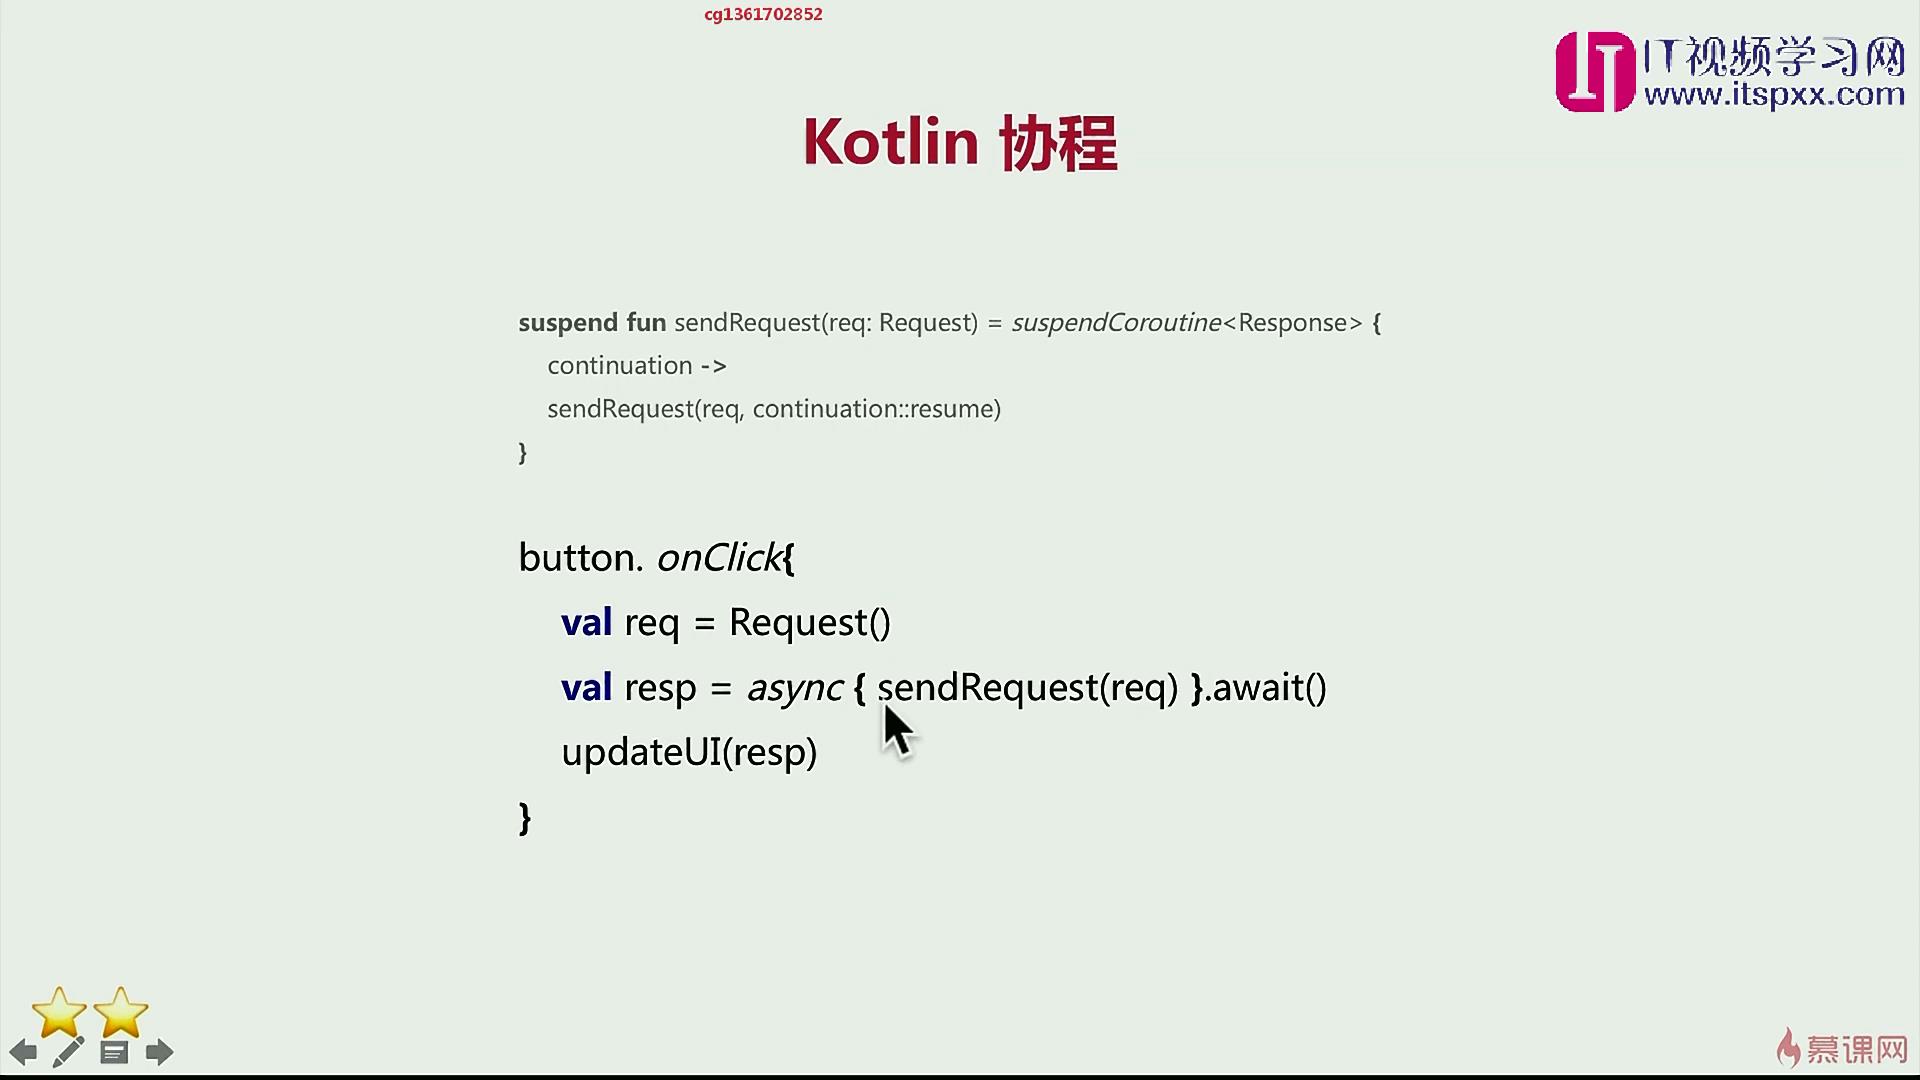 cg1361702852
IT视频学习网
www.itspxx.com
Kotlin 协程
suspend fun sendRequest(req: Request) = suspendCoroutine<Response> {
continuation ->
sendRequest(req, continuation::resume)
}
button. onClick{
val req = Request()
val resp = async { sendRequest(req) }.await()
updateUI(resp)
}
慕课网